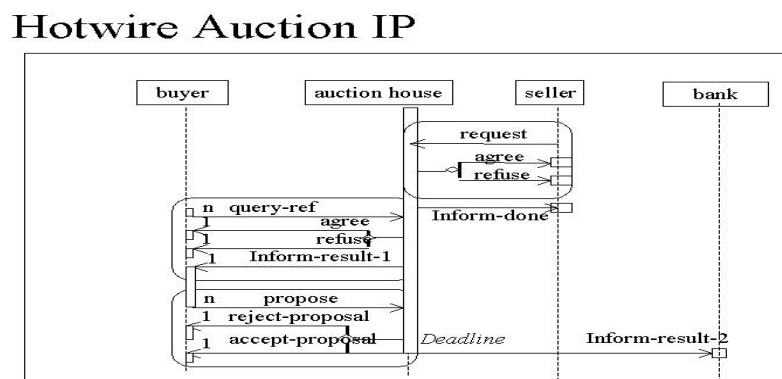 Hotwire Auction IP
buyer
auction house
seller
bank
request
agree
refuse
n query-ref
Inform-done
1 agree
1 refuse
1 Inform-result-1
n propose
1 reject-proposal
1 accept-proposal
Deadline
Inform-result-2